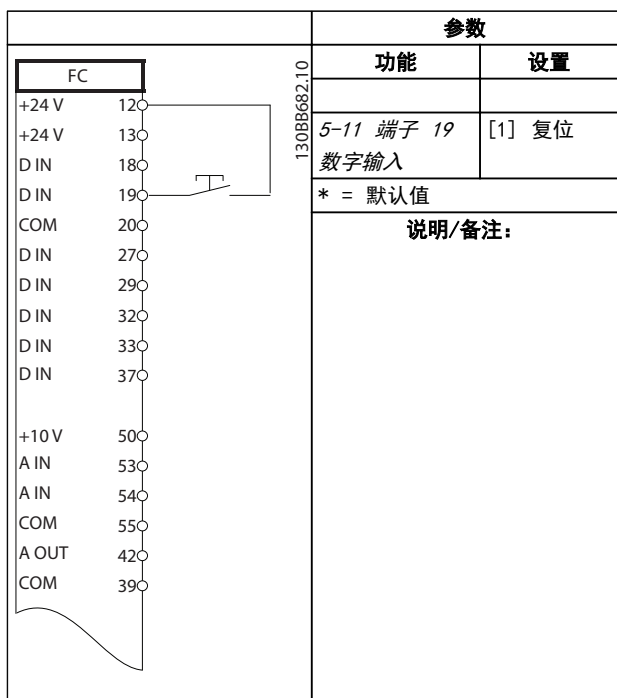 参数
功能 设置
5-11 端子 19 [1] 复位
数字输入
* = 默认值
说明/备注：
130BB682.10
FC
+24 V 12
+24 V 13
D IN 18
D IN 19
COM 20
D IN 27
D IN 29
D IN 32
D IN 33
D IN 37
+10 V 50
A IN 53
A IN 54
COM 55
A OUT 42
COM 39